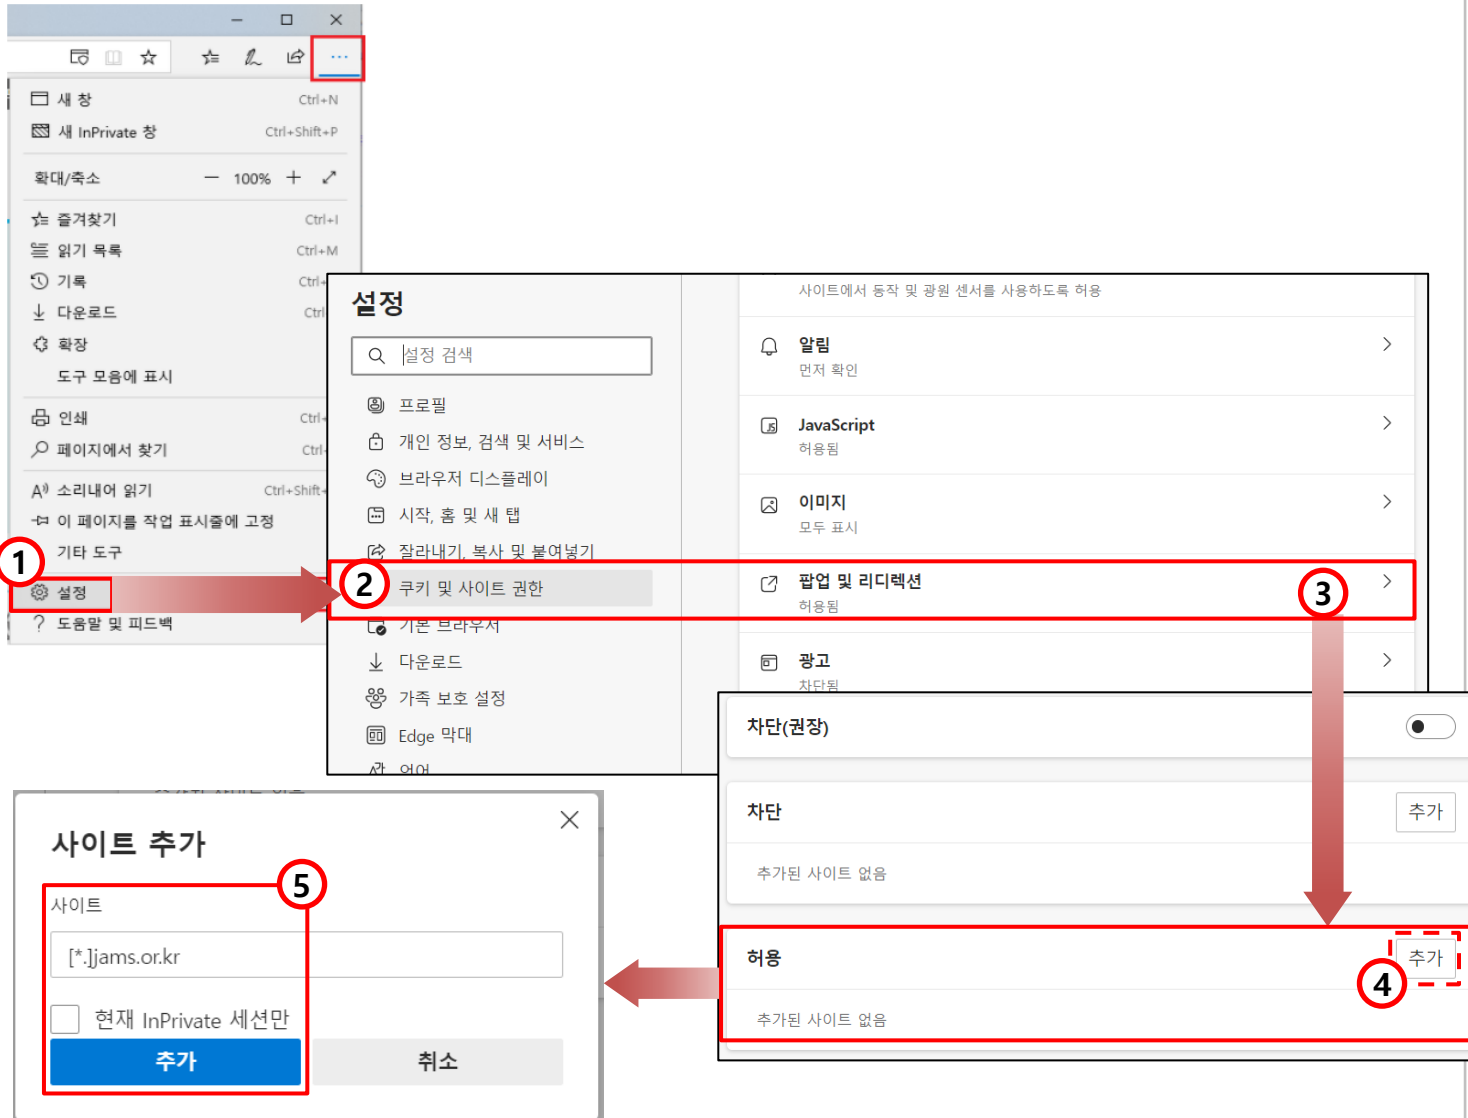 ···
새 창 Ctrl+N
새 InPrivate 창 Ctrl+Shift+P
확대/축소 — 100% +
즐겨찾기 Ctrl+I
읽기 목록 Ctrl+M
기록 Ctrl+
다운로드 Ctrl
확장
도구 모음에 표시
인쇄 Ctrl+
페이지에서 찾기 Ctrl+
소리내어 읽기 Ctrl+Shift+
이 페이지를 작업 표시줄에 고정
기타 도구
1
설정
도움말 및 피드백
설정
설정 검색
프로필
개인 정보, 검색 및 서비스
브라우저 디스플레이
시작, 홈 및 새 탭
잘라내기, 복사 및 붙여넣기
2
쿠키 및 사이트 권한
기본 브라우저
다운로드
가족 보호 설정
Edge 막대
언어
사이트에서 동작 및 광원 센서를 사용하도록 허용
알림
먼저 확인
JavaScript
허용됨
이미지
모두 표시
팝업 및 리디렉션
허용됨
3
광고
차단됨
차단(권장)
차단 추가
추가된 사이트 없음
허용 추가
4
추가된 사이트 없음
사이트 추가
5
사이트
[*.]jams.or.kr
현재 InPrivate 세션만
추가 취소